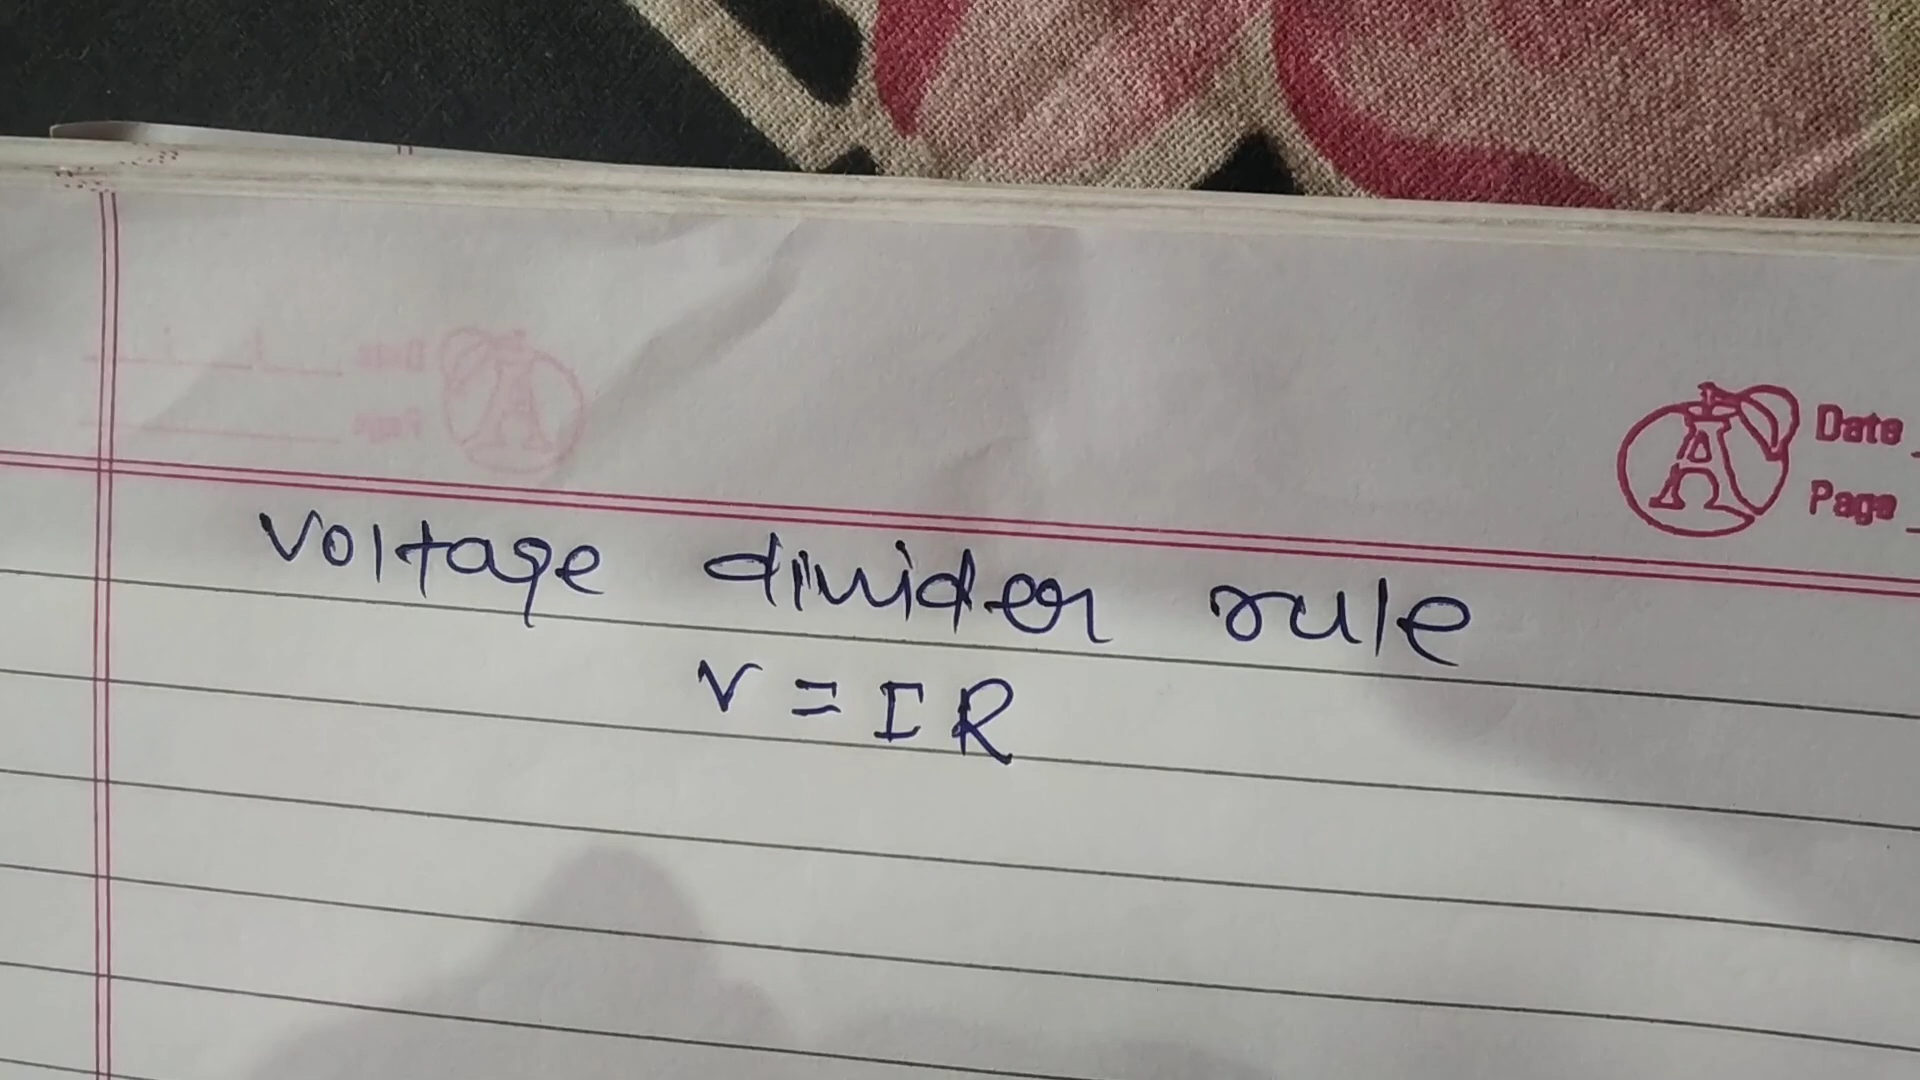 Date
Page
Voltage divider rule
V = IR